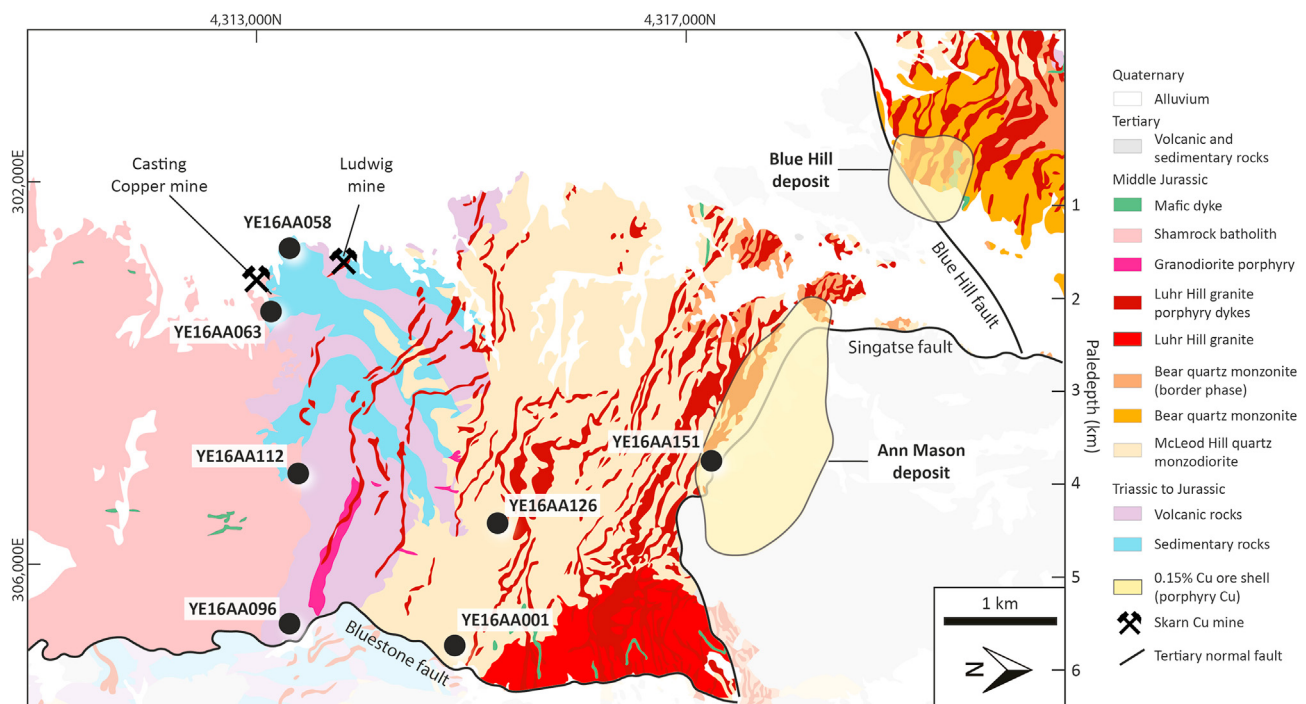 4,313,000N
4,317,000N
302,000E
306,000E
Casting
Copper mine
Ludwig
mine
YE16AA058
YE16AA063
YE16AA112
YE16AA096
YE16AA126
YE16AA001
YE16AA151
Blue Hill
deposit
Blue Hill fault
Singatse fault
Ann Mason
deposit
Bluestone fault
1
2
3
4
5
6
Paledepth (km)
1 km
N
Quaternary
Alluvium
Tertiary
Volcanic and
sedimentary rocks
Middle Jurassic
Mafic dyke
Shamrock batholith
Granodiorite porphyry
Luhr Hill granite
porphyry dykes
Luhr Hill granite
Bear quartz monzonite
(border phase)
Bear quartz monzonite
McLeod Hill quartz
monzodiorite
Triassic to Jurassic
Volcanic rocks
Sedimentary rocks
0.15% Cu ore shell
(porphyry Cu)
Skarn Cu mine
Tertiary normal fault